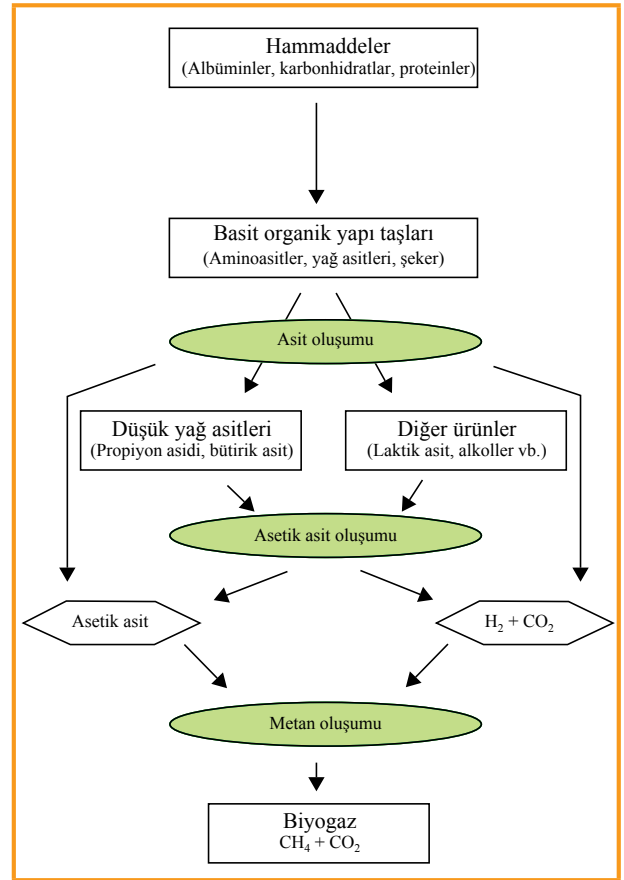 Hammaddeler
(Albüminler, karbonhidratlar, proteinler)
Basit organik yapı taşları
(Aminoasitler, yağ asitleri, şeker)
Asit oluşumu
Düşük yağ asitleri
(Propiyon asidi, bütirik asit)
Diğer ürünler
(Laktik asit, alkoller vb.)
Asetik asit oluşumu
Asetik asit
H₂ + CO₂
Metan oluşumu
Biyogaz
CH₄ + CO₂